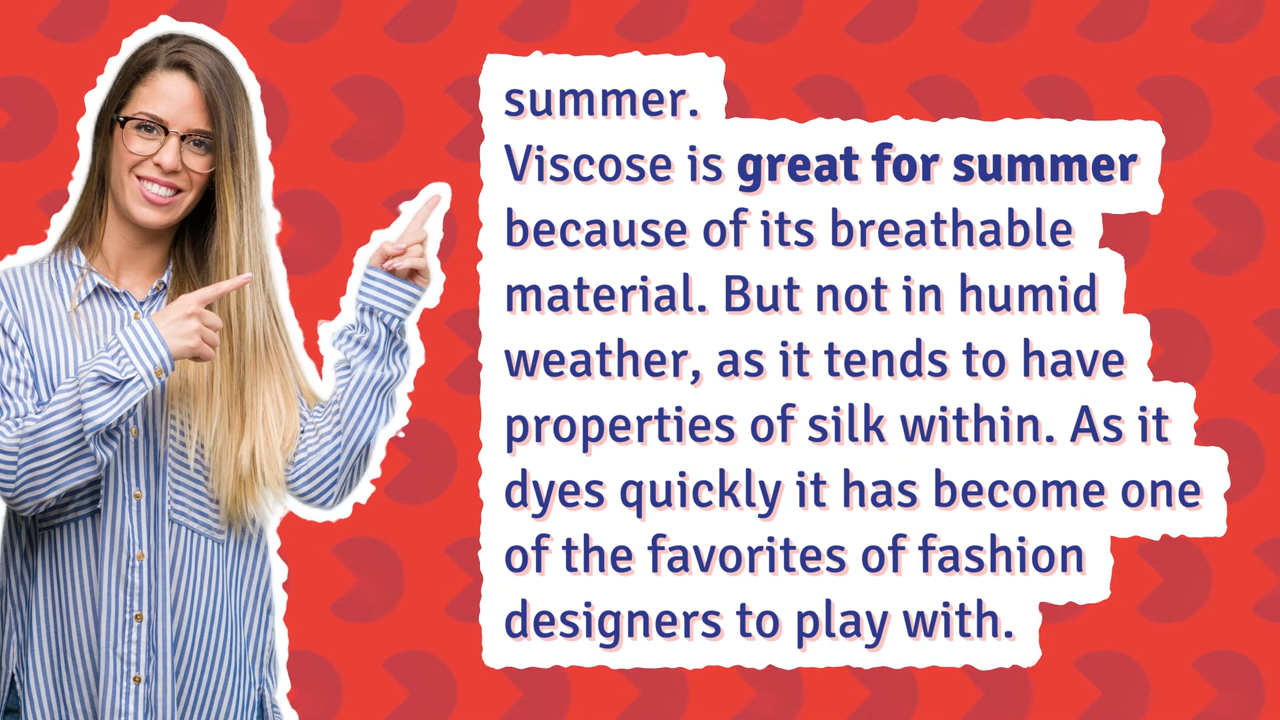 summer.
Viscose is great for summer
because of its breathable
material. But not in humid
weather, as it tends to have
properties of silk within. As it
dyes quickly it has become one
of the favorites of fashion
designers to play with.